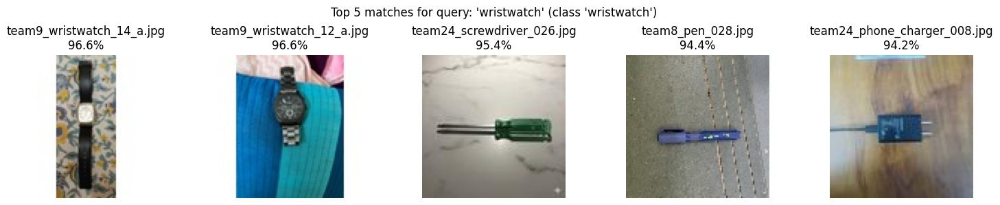 Top 5 matches for query: 'wristwatch' (class 'wristwatch')
team9_wristwatch_14_a.jpg
96.6%
team9_wristwatch_12_a.jpg
96.6%
team24_screwdriver_026.jpg
95.4%
team8_pen_028.jpg
94.4%
team24_phone_charger_008.jpg
94.2%